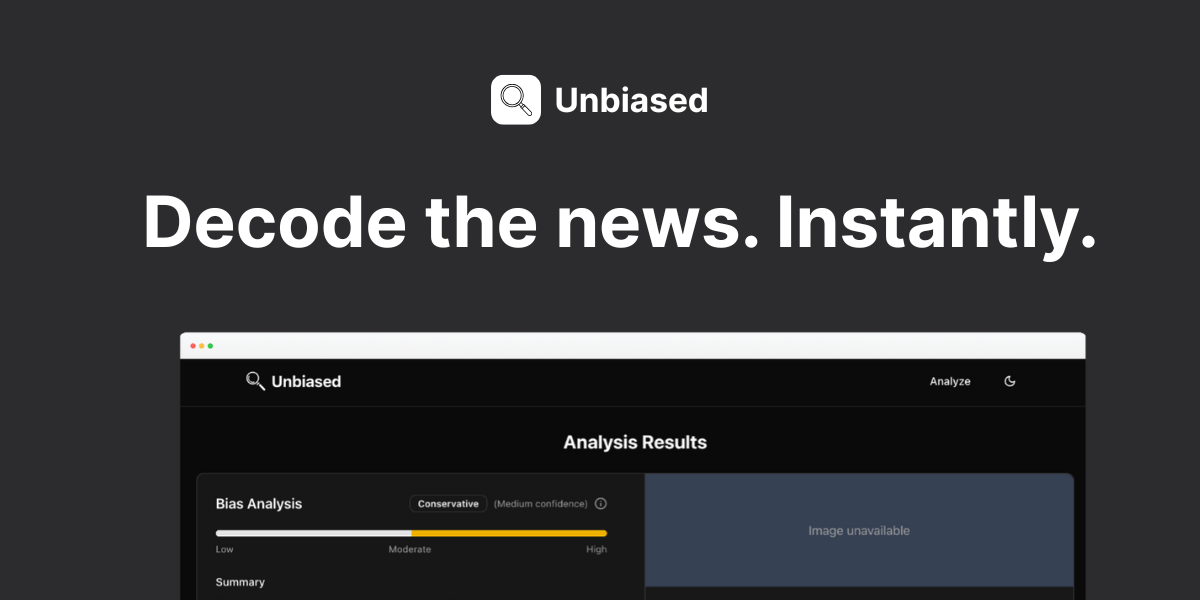 Unbiased
Decode the news. Instantly.
Unbiased
Analyze
Analysis Results
Bias Analysis
Conservative
(Medium confidence)
Low
Moderate
High
Summary
Image unavailable